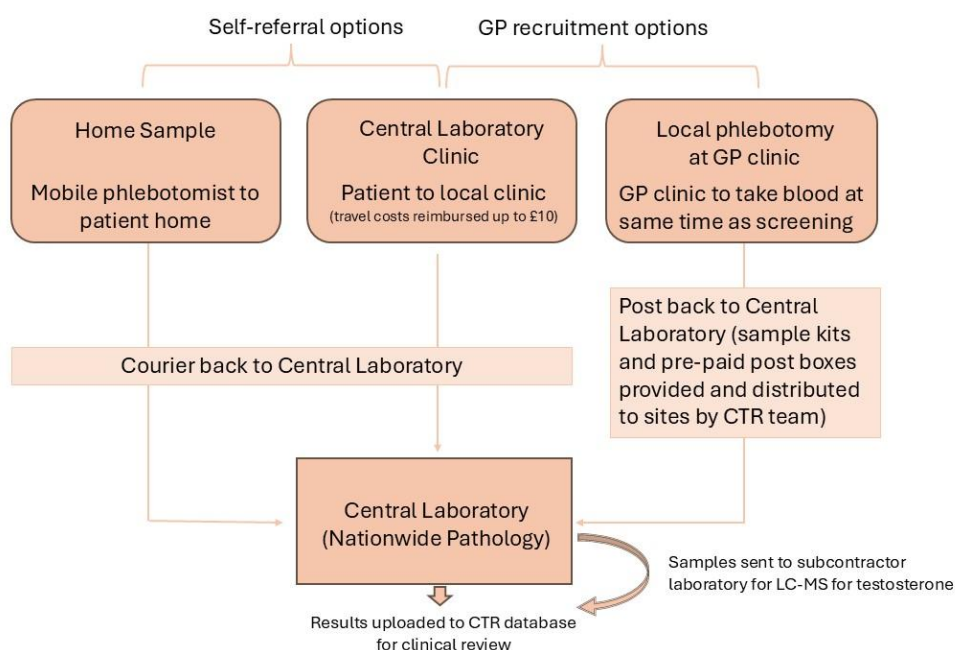 Self-referral options
GP recruitment options
Home Sample
Mobile phlebotomist to
patient home
Central Laboratory
Clinic
Patient to local clinic
(travel costs reimbursed up to £10)
Local phlebotomy
at GP clinic
GP clinic to take blood at
same time as screening
Courier back to Central Laboratory
Post back to Central
Laboratory (sample kits
and pre-paid post boxes
provided and distributed
to sites by CTR team)
Central Laboratory
(Nationwide Pathology)
Samples sent to subcontractor
laboratory for LC-MS for testosterone
Results uploaded to CTR database
for clinical review